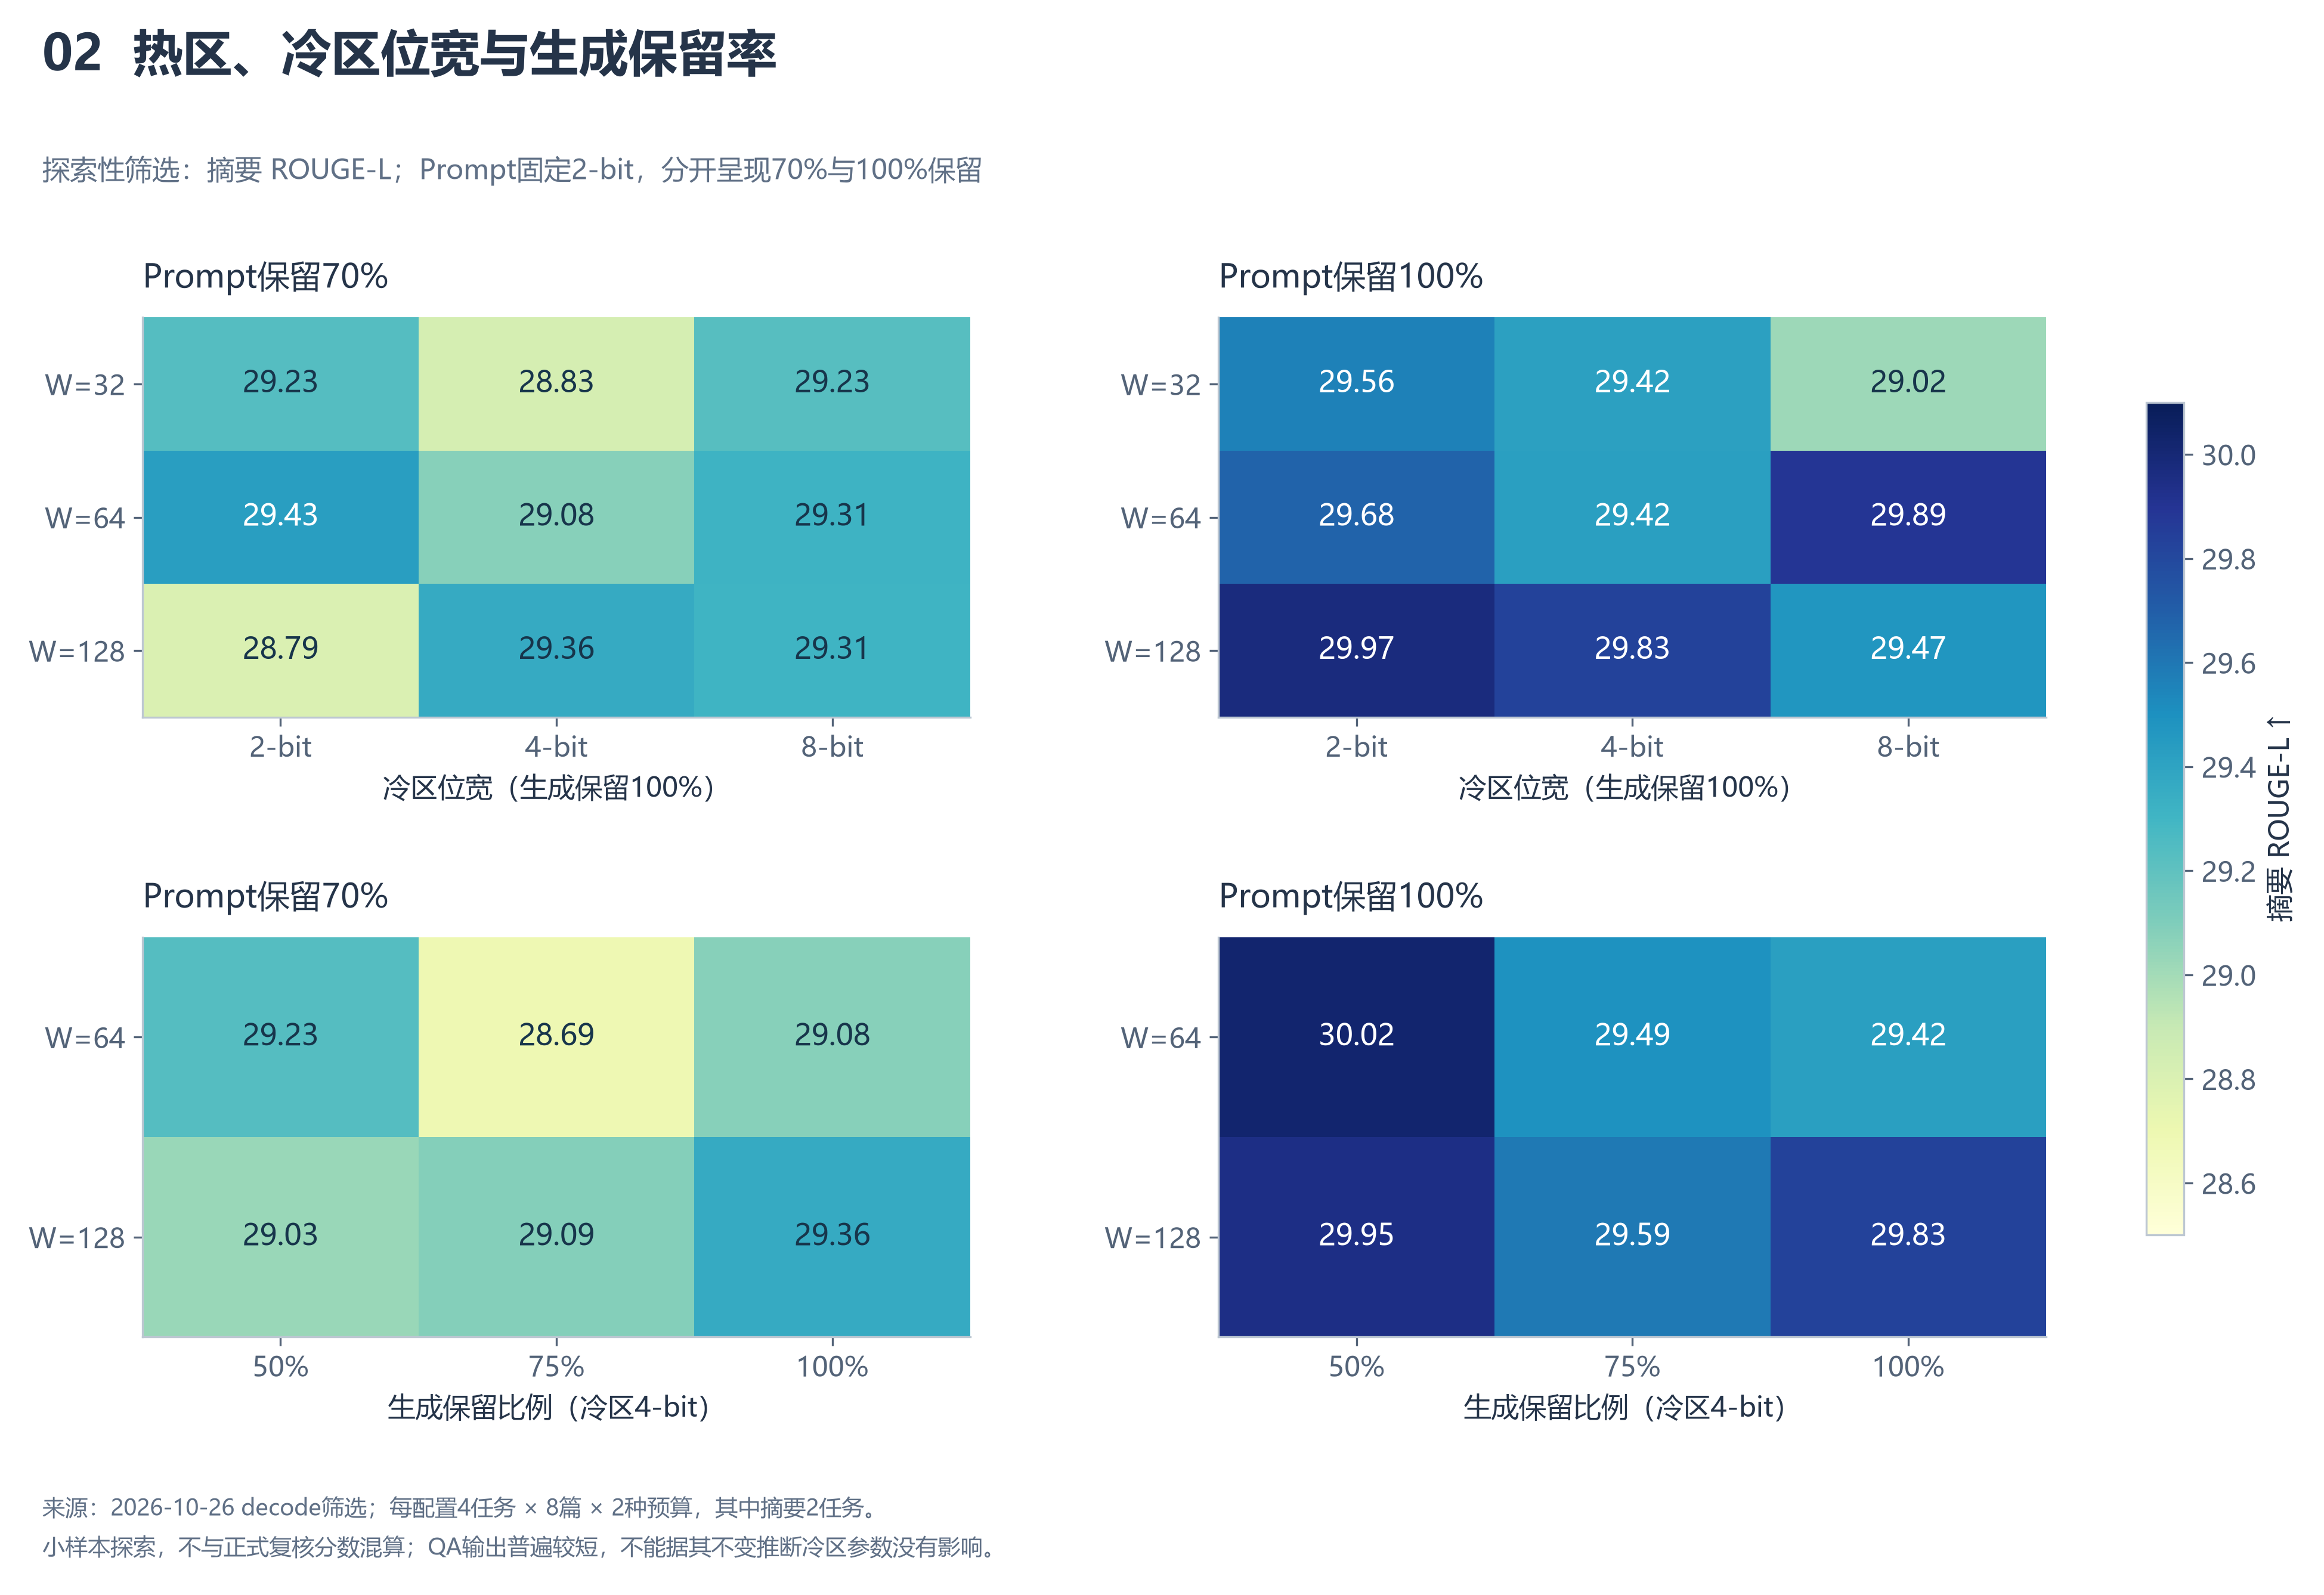 02 热区、冷区位宽与生成保留率
探索性筛选：摘要 ROUGE-L；Prompt固定2-bit，分开呈现70%与100%保留
Prompt保留70%
W=32
29.23
28.83
29.23
W=64
29.43
29.08
29.31
W=128
28.79
29.36
29.31
2-bit
4-bit
8-bit
冷区位宽（生成保留100%）
Prompt保留100%
W=32
29.56
29.42
29.02
W=64
29.68
29.42
29.89
W=128
29.97
29.83
29.47
2-bit
4-bit
8-bit
冷区位宽（生成保留100%）
Prompt保留70%
W=64
29.23
28.69
29.08
W=128
29.03
29.09
29.36
50%
75%
100%
生成保留比例（冷区4-bit）
Prompt保留100%
W=64
30.02
29.49
29.42
W=128
29.95
29.59
29.83
50%
75%
100%
生成保留比例（冷区4-bit）
30.0
29.8
29.6
29.4
29.2
29.0
28.8
28.6
摘要 ROUGE-L ↑
来源：2026-10-26 decode筛选；每配置4任务 × 8篇 × 2种预算，其中摘要2任务。
小样本探索，不与正式复核分数混算；QA输出普遍较短，不能据其不变推断冷区参数没有影响。